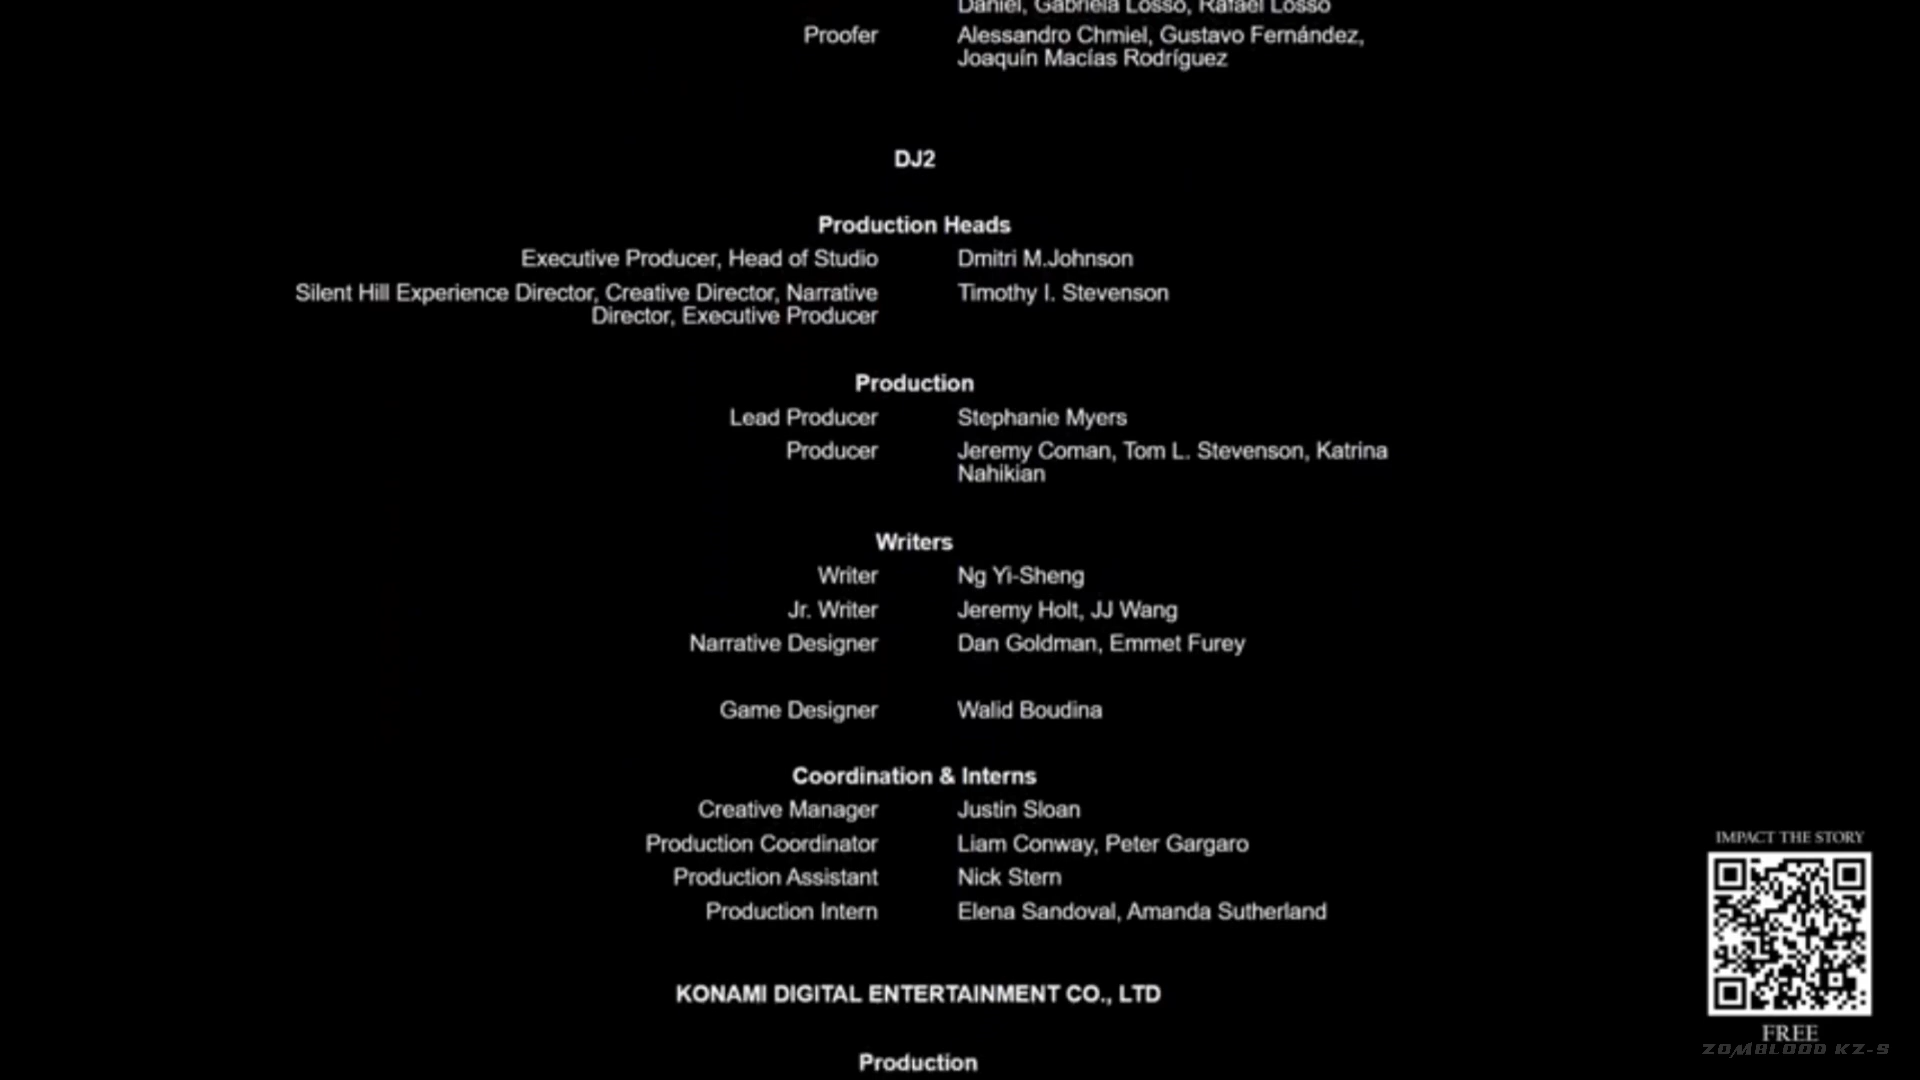 Daniel, Gabriela Losso, Rafael Losso
Proofer Alessandro Chmiel, Gustavo Fernández,
Joaquín Macías Rodríguez
DJ2
Production Heads
Executive Producer, Head of Studio Dmitri M.Johnson
Silent Hill Experience Director, Creative Director, Narrative Timothy I. Stevenson
Director, Executive Producer
Production
Lead Producer Stephanie Myers
Producer Jeremy Coman, Tom L. Stevenson, Katrina
Nahikian
Writers
Writer Ng Yi-Sheng
Jr. Writer Jeremy Holt, JJ Wang
Narrative Designer Dan Goldman, Emmet Furey
Game Designer Walid Boudina
Coordination & Interns
Creative Manager Justin Sloan
Production Coordinator Liam Conway, Peter Gargaro
Production Assistant Nick Stern
Production Intern Elena Sandoval, Amanda Sutherland
KONAMI DIGITAL ENTERTAINMENT CO., LTD
Production
IMPACT THE STORY
FREE
ZOMBLOOD KZ-S